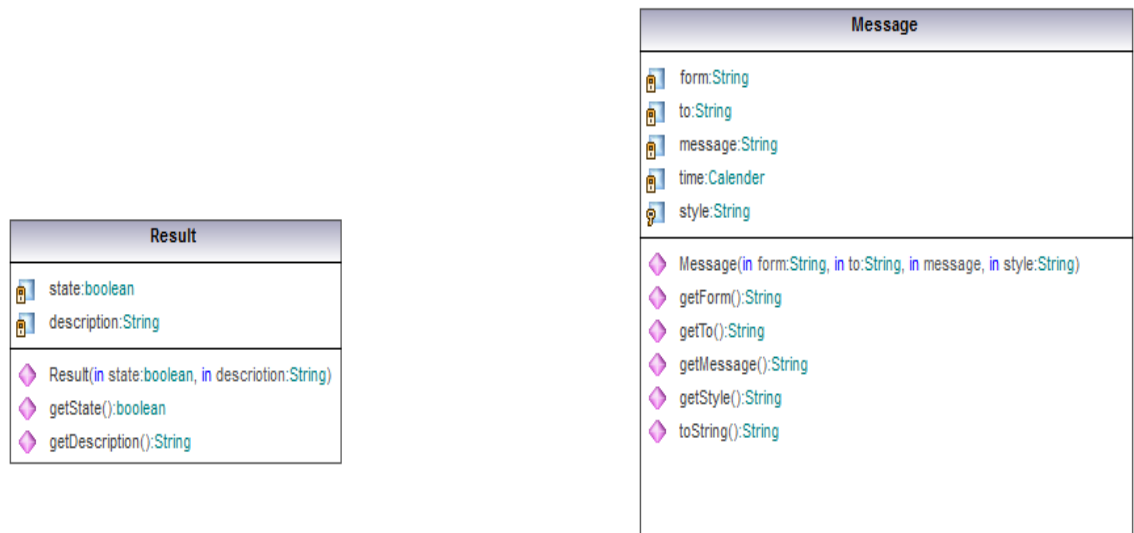 Message
form:String
to:String
message:String
time:Calender
style:String
Message(in form:String, in to:String, in message, in style:String)
getForm():String
getTo():String
getMessage():String
getStyle():String
toString():String
Result
state:boolean
description:String
Result(in state:boolean, in descriotion:String)
getState():boolean
getDescription():String